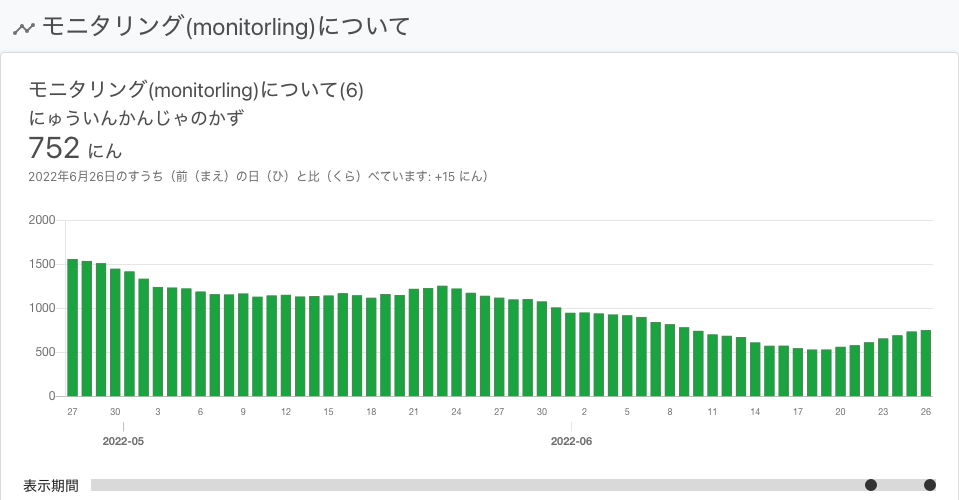 モニタリング(monitorling)について
モニタリング(monitorling)について(6)
にゅういんかんじゃのかず
752 にん
2022年6月26日のすうち（前（まえ）の日（ひ）と比（くら）べています: +15 にん）
2000
1500
1000
500
0
27 30 3 6 9 12 15 18 21 24 27 30 2 5 8 11 14 17 20 23 26
2022-05 2022-06
表示期間